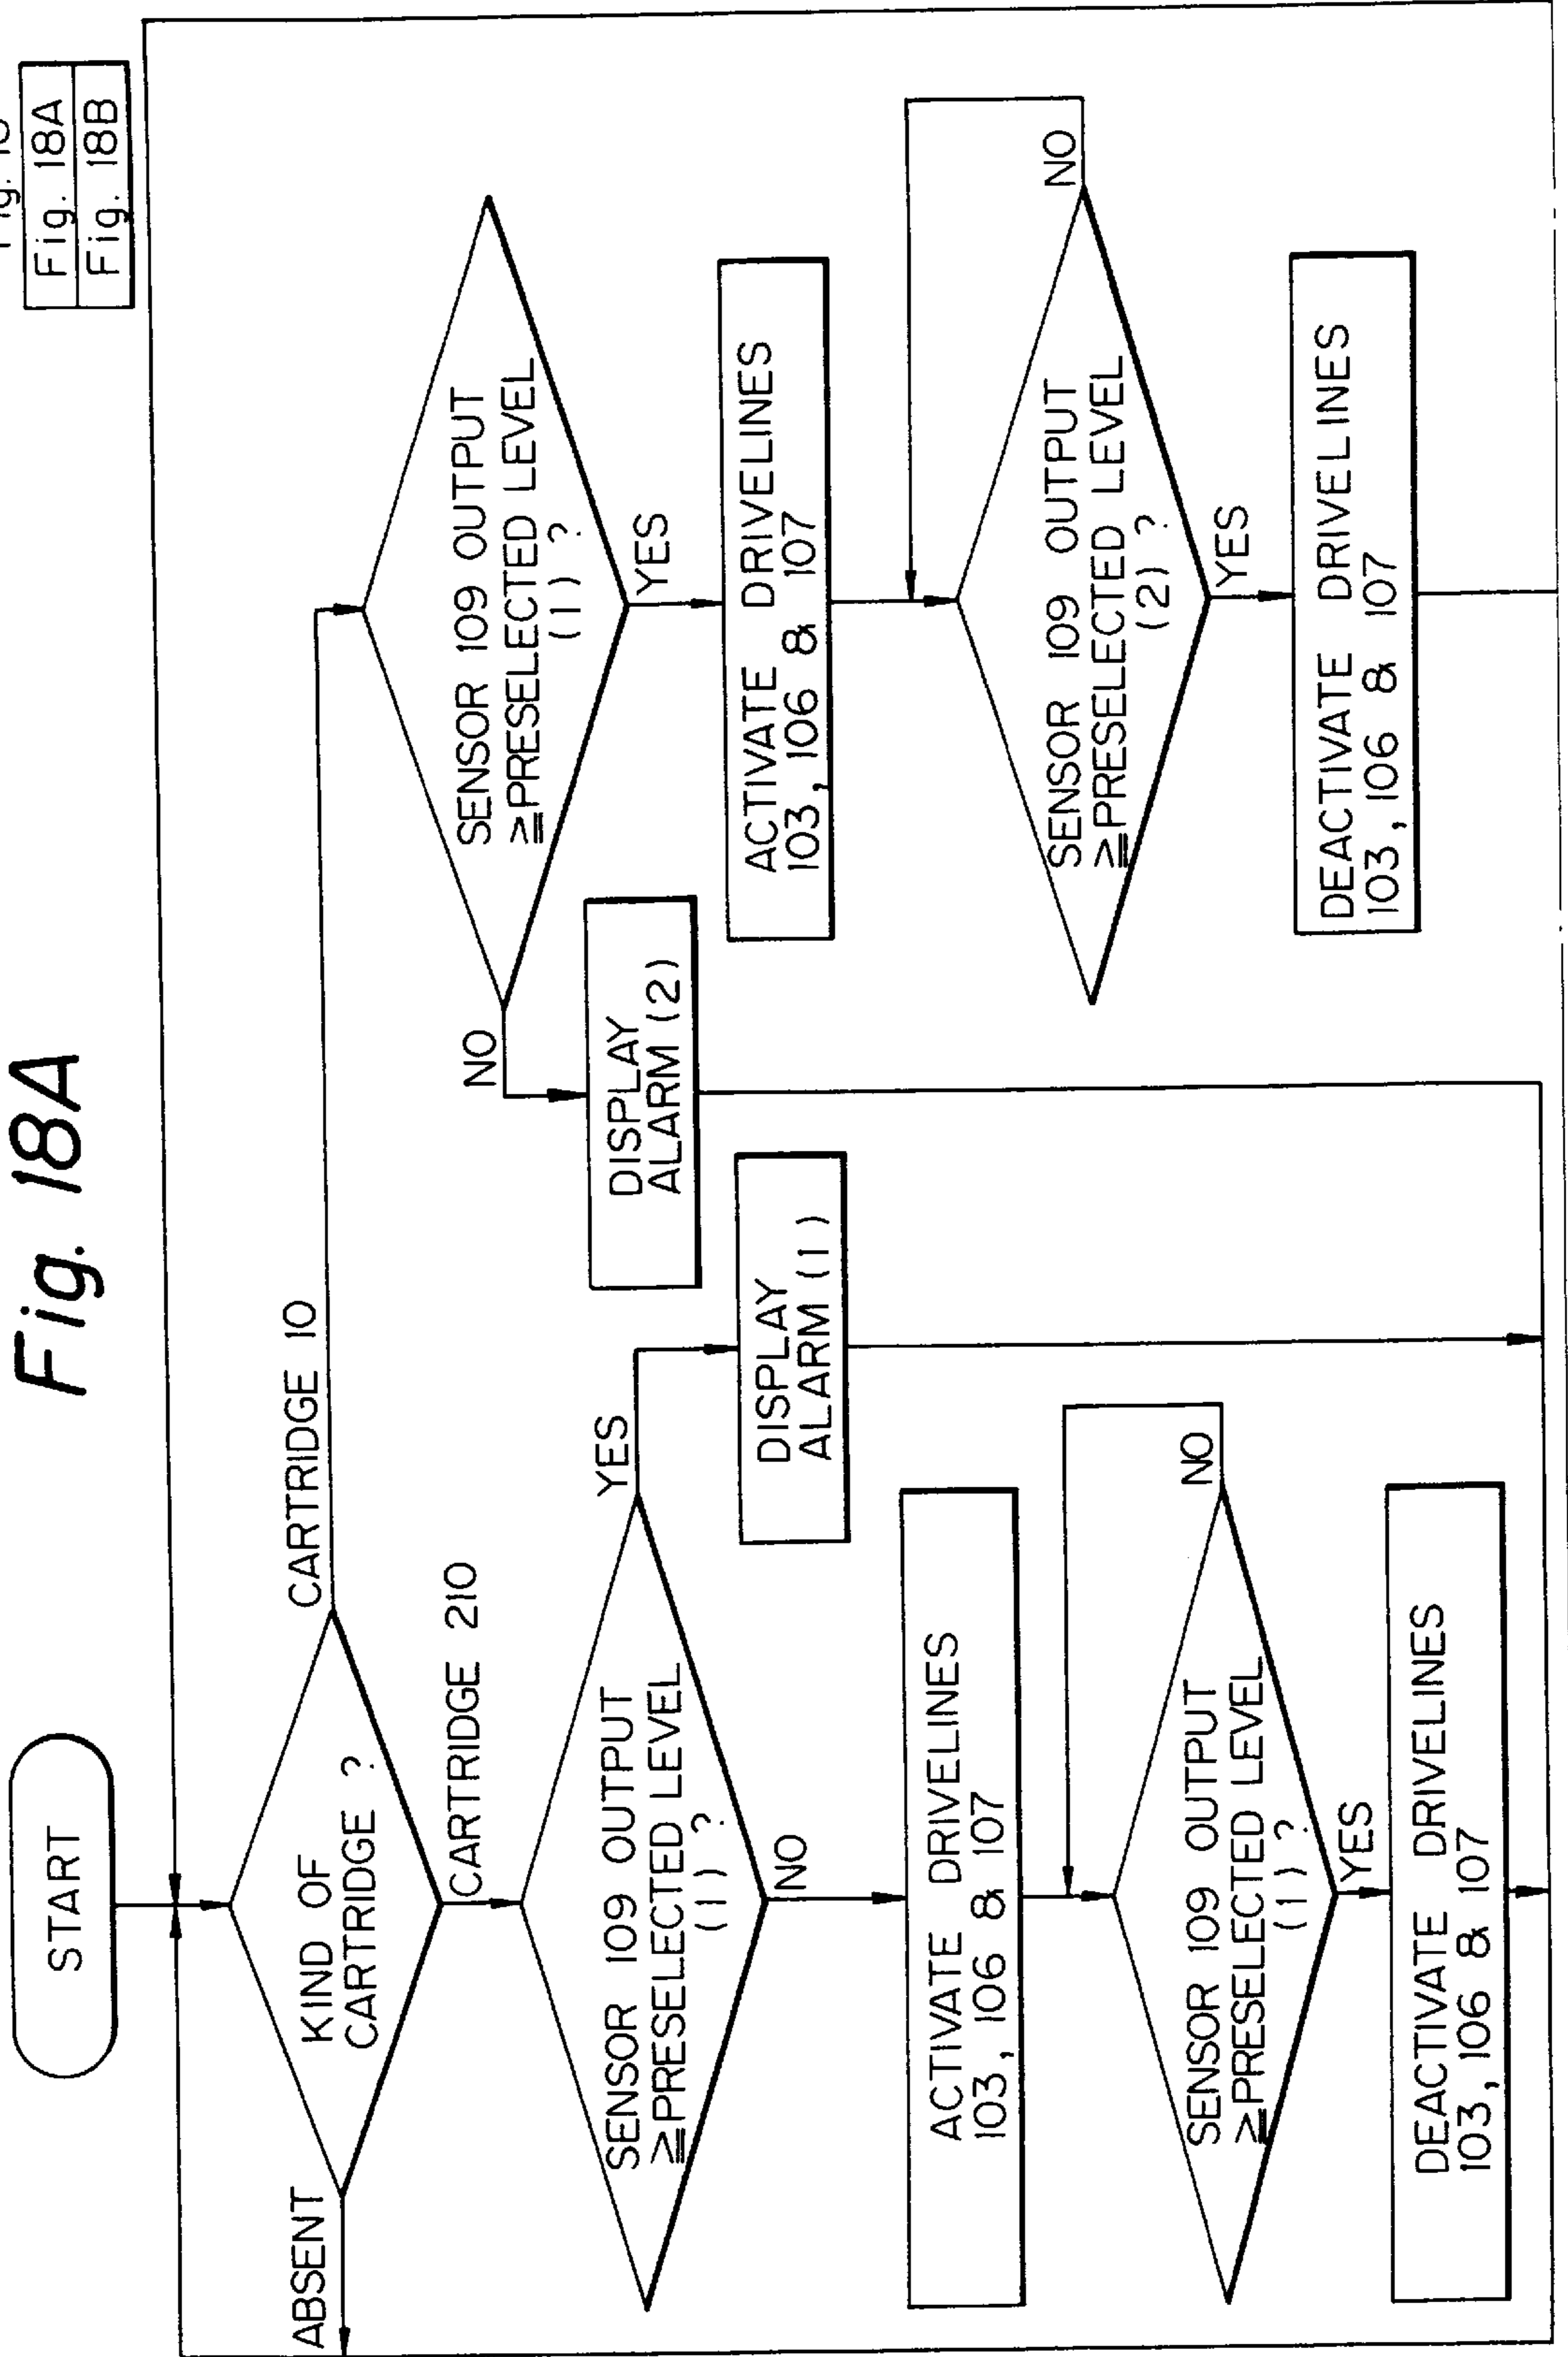 Fig. 18A
Fig. 18
Fig. 18A
Fig. 18B
START
KIND OF
CARTRIDGE ?
ABSENT
CARTRIDGE 10
CARTRIDGE 210
SENSOR 109 OUTPUT
≧PRESELECTED LEVEL
(1) ?
YES
NO
DISPLAY
ALARM (1)
ACTIVATE DRIVELINES
103, 106 & 107
SENSOR 109 OUTPUT
≧PRESELECTED LEVEL
(1) ?
NO
YES
DEACTIVATE DRIVELINES
103, 106 & 107
SENSOR 109 OUTPUT
≧PRESELECTED LEVEL
(1) ?
NO
YES
DISPLAY
ALARM (2)
ACTIVATE DRIVELINES
103, 106 & 107
SENSOR 109 OUTPUT
≧PRESELECTED LEVEL
(2) ?
NO
YES
DEACTIVATE DRIVELINES
103, 106 & 107